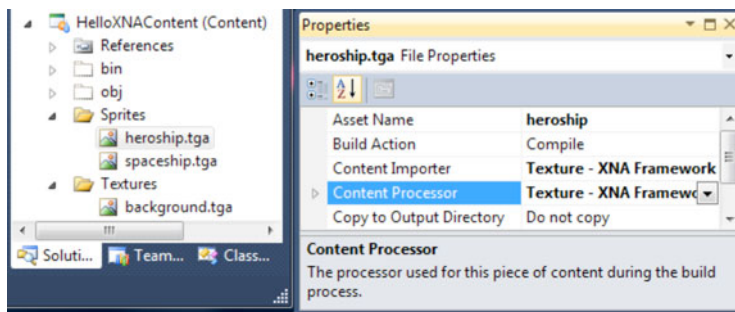 HelloXNAContent (Content)
References
bin
obj
Sprites
heroship.tga
spaceship.tga
Textures
background.tga
Soluti... Team... Class...
Properties
heroship.tga File Properties
Asset Name heroship
Build Action Compile
Content Importer Texture - XNA Framework
Content Processor Texture - XNA Framewc
Copy to Output Directory Do not copy
Content Processor
The processor used for this piece of content during the build
process.